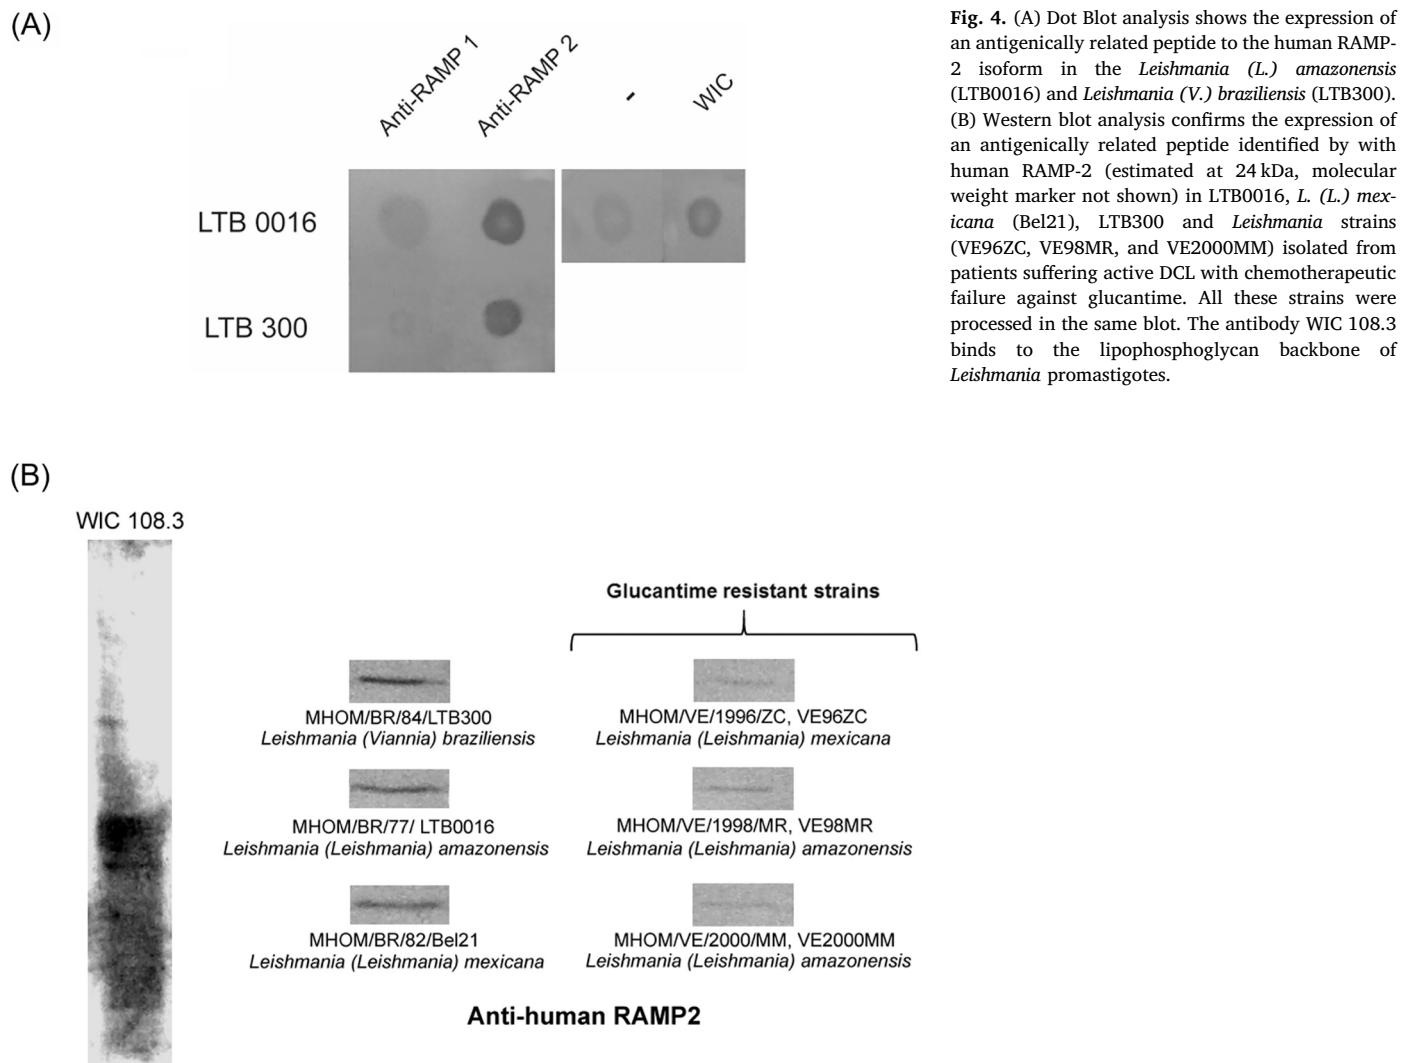 (A)
Anti-RAMP 1
Anti-RAMP 2
-
WIC
LTB 0016
LTB 300
Fig. 4. (A) Dot Blot analysis shows the expression of
an antigenically related peptide to the human RAMP-
2 isoform in the Leishmania (L.) amazonensis
(LTB0016) and Leishmania (V.) braziliensis (LTB300).
(B) Western blot analysis confirms the expression of
an antigenically related peptide identified by with
human RAMP-2 (estimated at 24 kDa, molecular
weight marker not shown) in LTB0016, L. (L.) mex-
icana (Bel21), LTB300 and Leishmania strains
(VE96ZC, VE98MR, and VE2000MM) isolated from
patients suffering active DCL with chemotherapeutic
failure against glucantime. All these strains were
processed in the same blot. The antibody WIC 108.3
binds to the lipophosphoglycan backbone of
Leishmania promastigotes.
(B)
WIC 108.3
Glucantime resistant strains
MHOM/BR/84/LTB300
Leishmania (Viannia) braziliensis
MHOM/VE/1996/ZC, VE96ZC
Leishmania (Leishmania) mexicana
MHOM/BR/77/ LTB0016
Leishmania (Leishmania) amazonensis
MHOM/VE/1998/MR, VE98MR
Leishmania (Leishmania) amazonensis
MHOM/BR/82/Bel21
Leishmania (Leishmania) mexicana
MHOM/VE/2000/MM, VE2000MM
Leishmania (Leishmania) amazonensis
Anti-human RAMP2